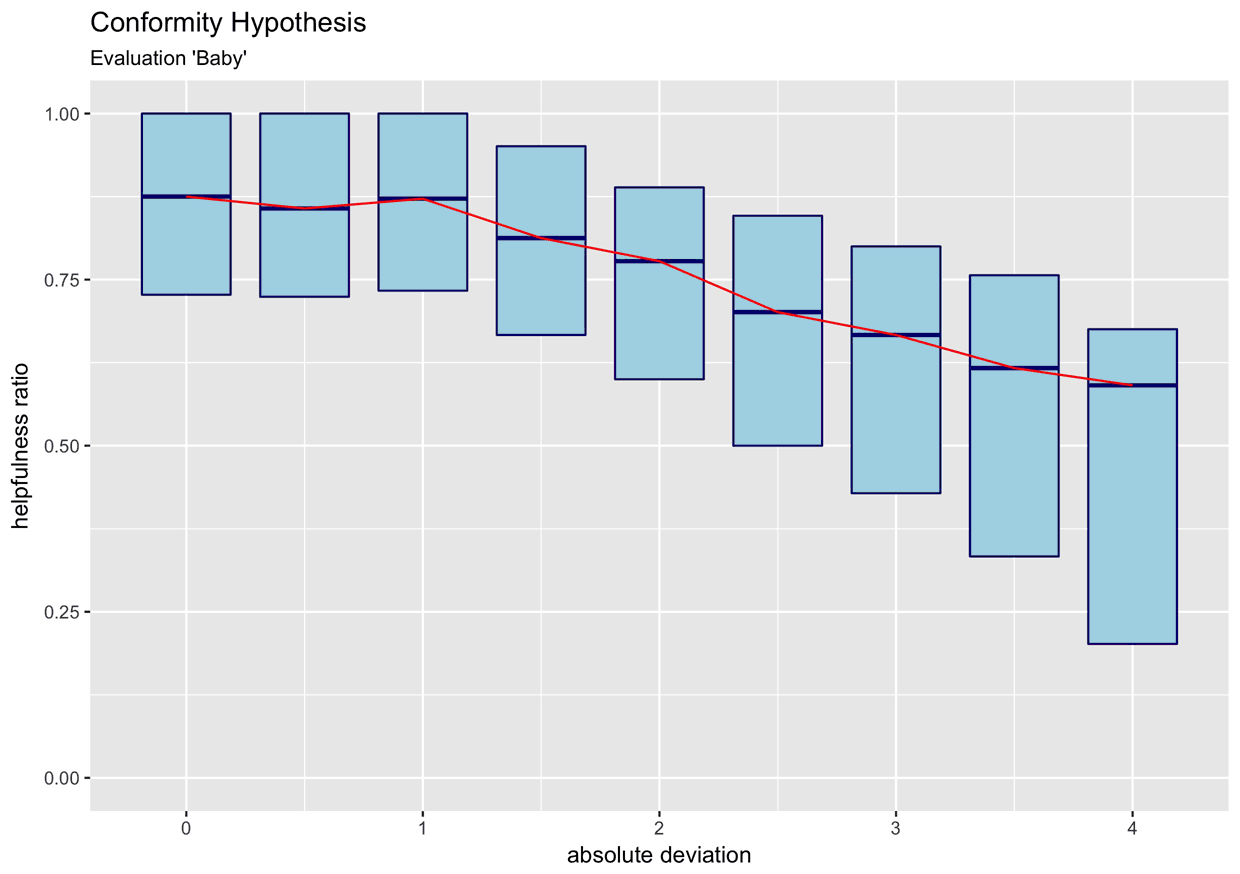 Conformity Hypothesis
Evaluation 'Baby'
1.00
0.75
0.50
0.25
0.00
helpfulness ratio
0 1 2 3 4
absolute deviation